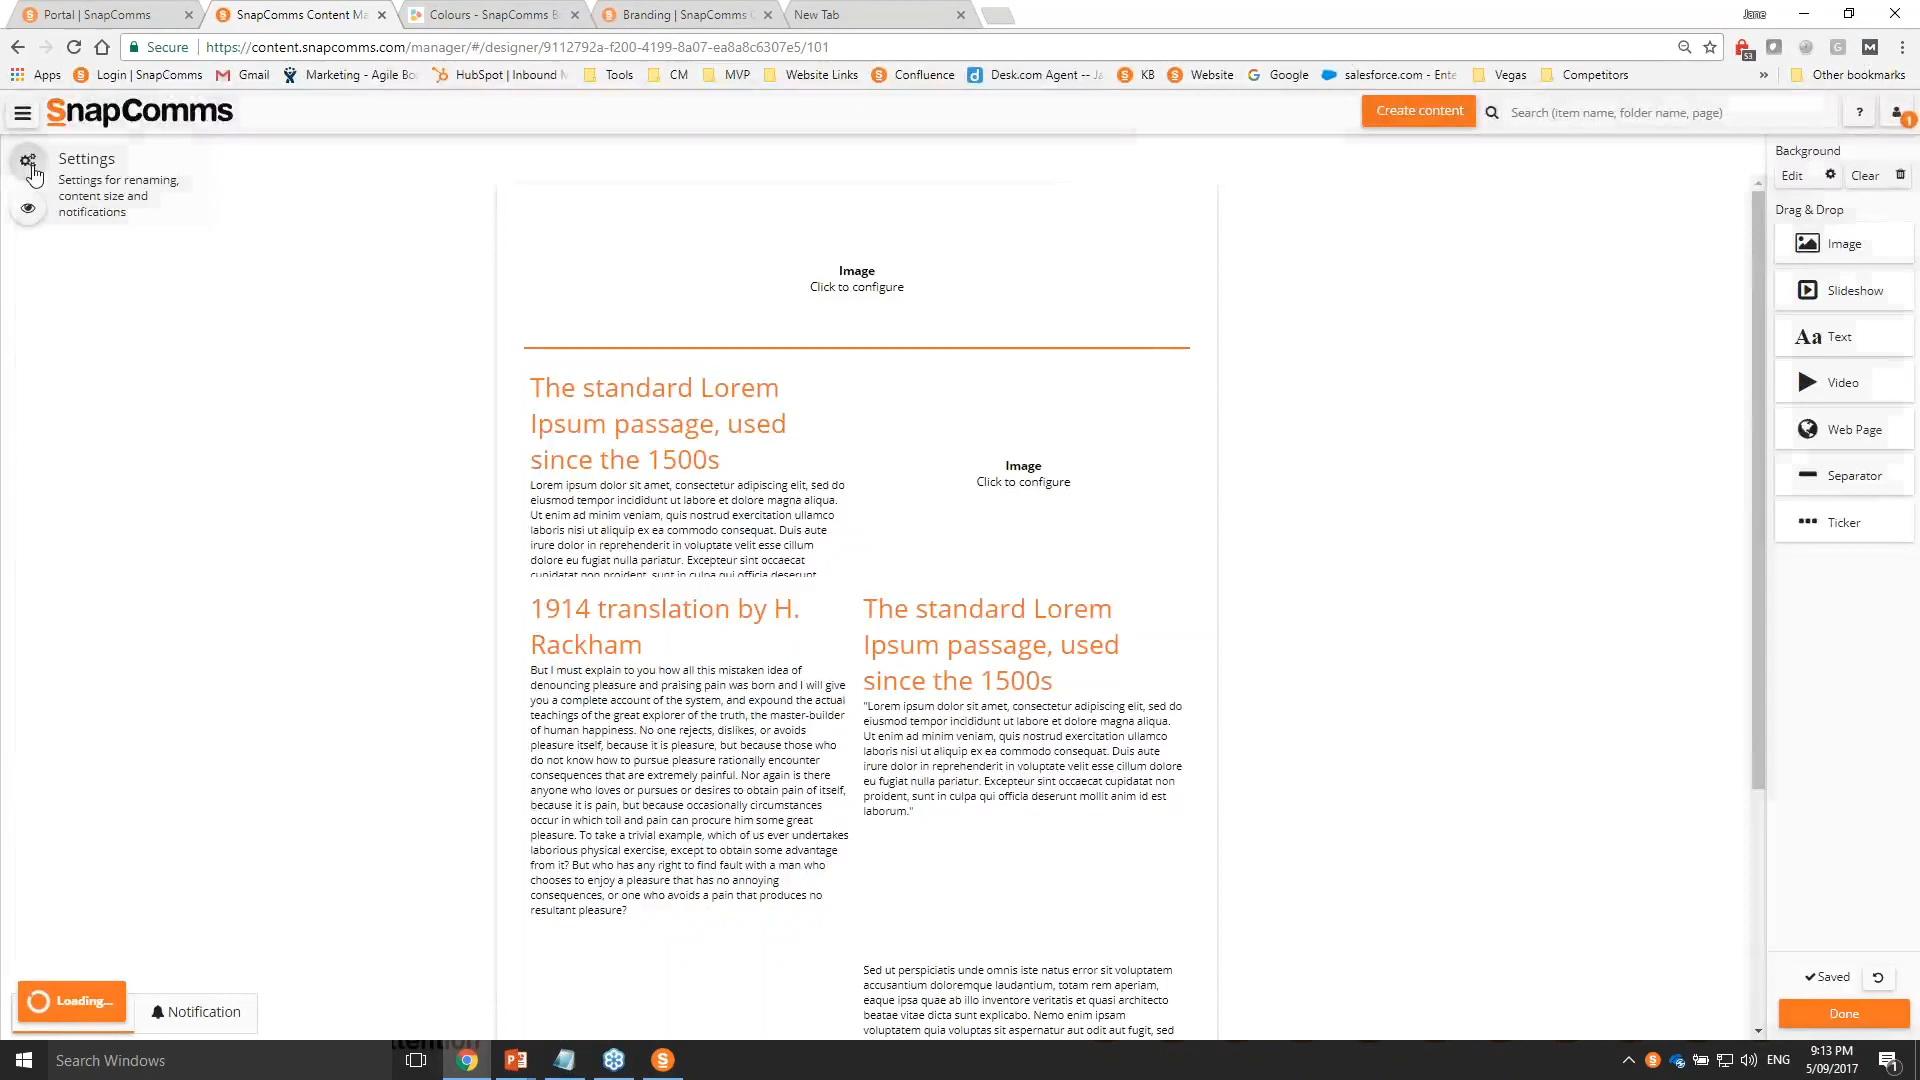 Portal | SnapComms
SnapComms Content Ma
Colours - SnapComms B
Branding | SnapComms
New Tab
Jane
Secure
https://content.snapcomms.com/manager/#/designer/9112792a-f200-4199-8a07-ea8a8c6307e5/101
53
Apps
Login | SnapComms
Gmail
Marketing - Agile Bo
HubSpot | Inbound
Tools
CM
MVP
Website Links
Confluence
Desk.com Agent --
KB
Website
Google
salesforce.com - Ente
Vegas
Competitors
»
Other bookmarks
SnapComms
Create content
Search (item name, folder name, page)
?
1
Settings
Settings for renaming,
content size and
notifications
Image
Click to configure
The standard Lorem
Ipsum passage, used
since the 1500s
Lorem ipsum dolor sit amet, consectetur adipiscing elit, sed do
eiusmod tempor incididunt ut labore et dolore magna aliqua.
Ut enim ad minim veniam, quis nostrud exercitation ullamco
laboris nisi ut aliquip ex ea commodo consequat. Duis aute
irure dolor in reprehenderit in voluptate velit esse cillum
dolore eu fugiat nulla pariatur. Excepteur sint occaecat
cupidatat non proident, sunt in culpa qui officia deserunt
Image
Click to configure
1914 translation by H.
Rackham
But I must explain to you how all this mistaken idea of
denouncing pleasure and praising pain was born and I will give
you a complete account of the system, and expound the actual
teachings of the great explorer of the truth, the master-builder
of human happiness. No one rejects, dislikes, or avoids
pleasure itself, because it is pleasure, but because those who
do not know how to pursue pleasure rationally encounter
consequences that are extremely painful. Nor again is there
anyone who loves or pursues or desires to obtain pain of itself,
because it is pain, but because occasionally circumstances
occur in which toil and pain can procure him some great
pleasure. To take a trivial example, which of us ever undertakes
laborious physical exercise, except to obtain some advantage
from it? But who has any right to find fault with a man who
chooses to enjoy a pleasure that has no annoying
consequences, or one who avoids a pain that produces no
resultant pleasure?
The standard Lorem
Ipsum passage, used
since the 1500s
"Lorem ipsum dolor sit amet, consectetur adipiscing elit, sed do
eiusmod tempor incididunt ut labore et dolore magna aliqua.
Ut enim ad minim veniam, quis nostrud exercitation ullamco
laboris nisi ut aliquip ex ea commodo consequat. Duis aute
irure dolor in reprehenderit in voluptate velit esse cillum dolore
eu fugiat nulla pariatur. Excepteur sint occaecat cupidatat non
proident, sunt in culpa qui officia deserunt mollit anim id est
laborum."
Sed ut perspiciatis unde omnis iste natus error sit voluptatem
accusantium doloremque laudantium, totam rem aperiam,
eaque ipsa quae ab illo inventore veritatis et quasi architecto
beatae vitae dicta sunt explicabo. Nemo enim ipsam
voluptatem quia voluptas sit aspernatur aut odit aut fugit, sed
Background
Edit
Clear
Drag & Drop
Image
Slideshow
Aa Text
Video
Web Page
Separator
Ticker
Saved
Done
Loading...
Notification
Search Windows
ENG
9:13 PM
5/09/2017
1